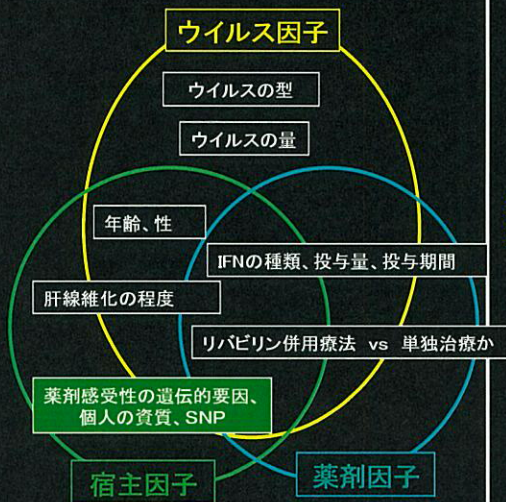 ウイルス因子
ウイルスの型
ウイルスの量
年齢、性
IFNの種類、投与量、投与期間
肝線維化の程度
リバビリン併用療法 vs 単独治療か
薬剤感受性の遺伝的要因、
個人の資質、SNP
宿主因子
薬剤因子